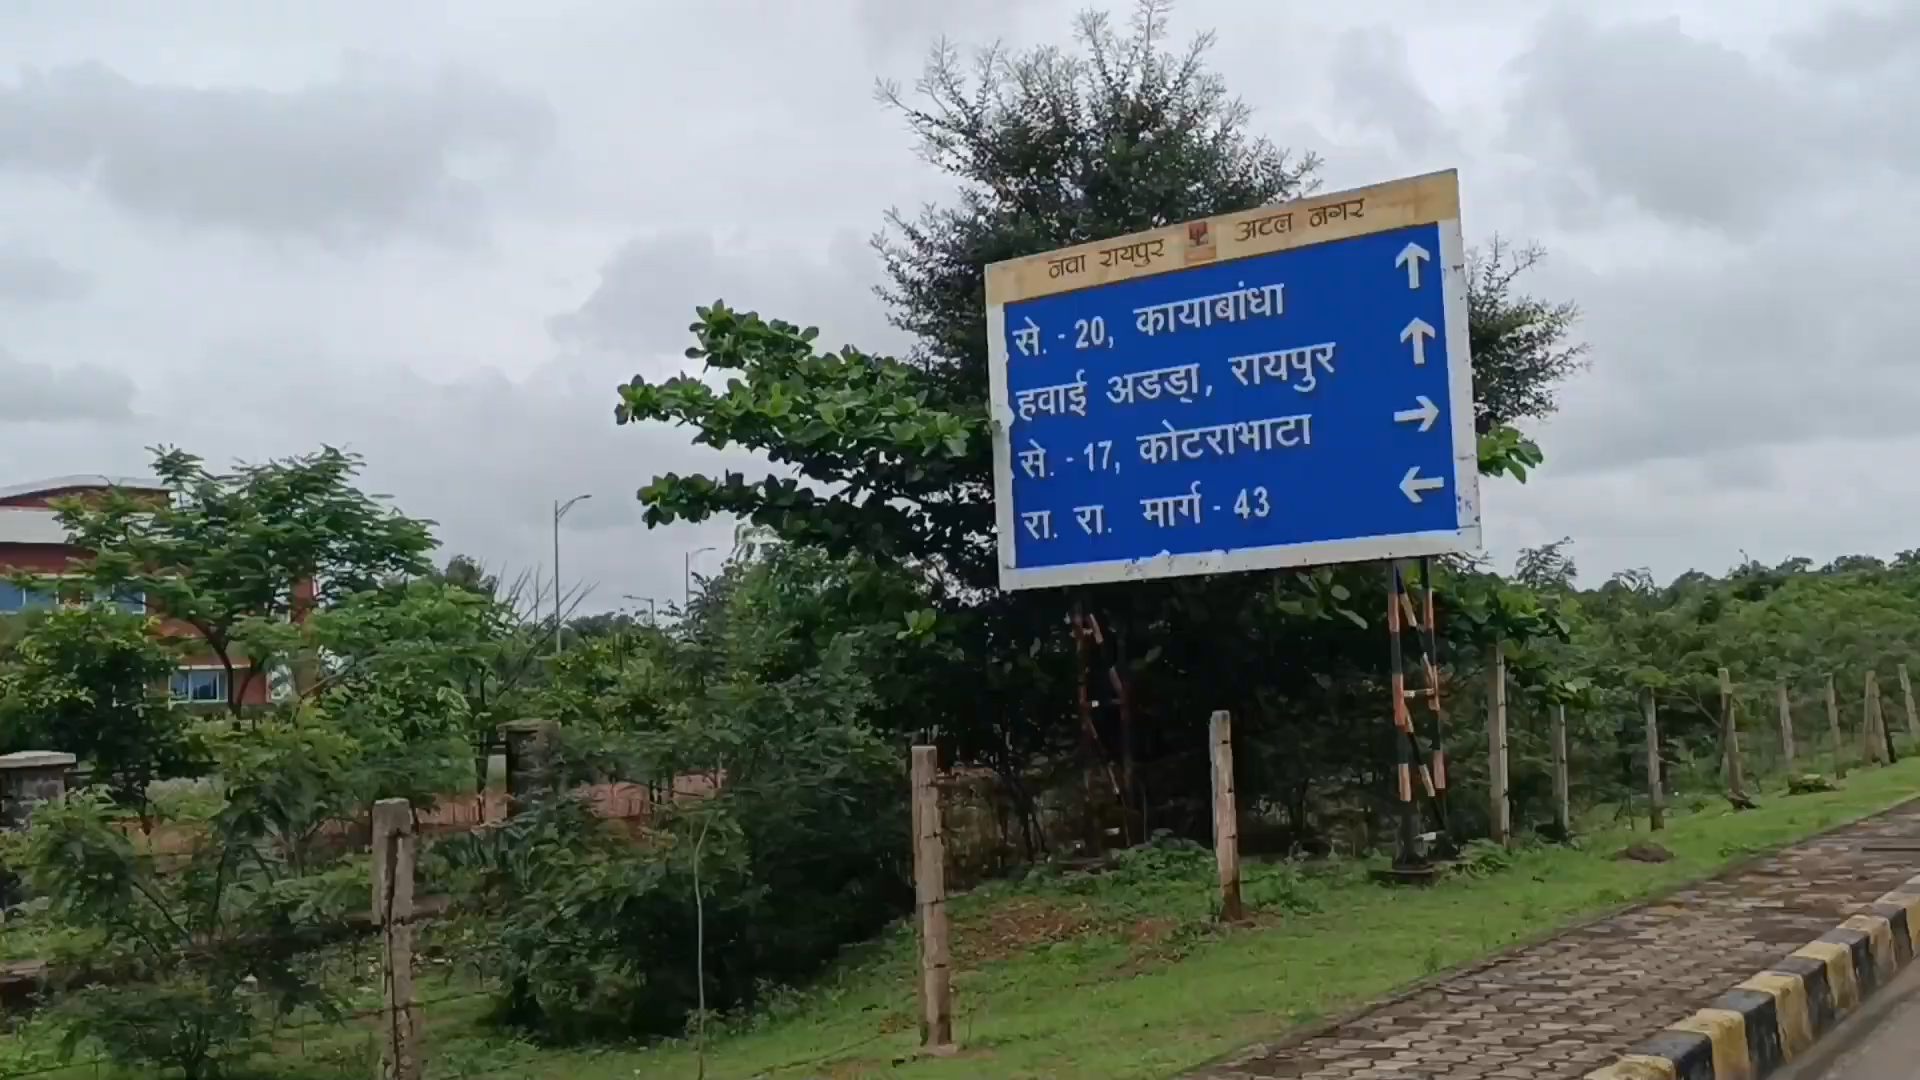 नवा रायपुर अटल नगर
से. - 20, कायाबांधा ↑
हवाई अडडा्, रायपुर ↑
से. - 17, कोटराभाटा →
रा. रा. मार्ग - 43 ←